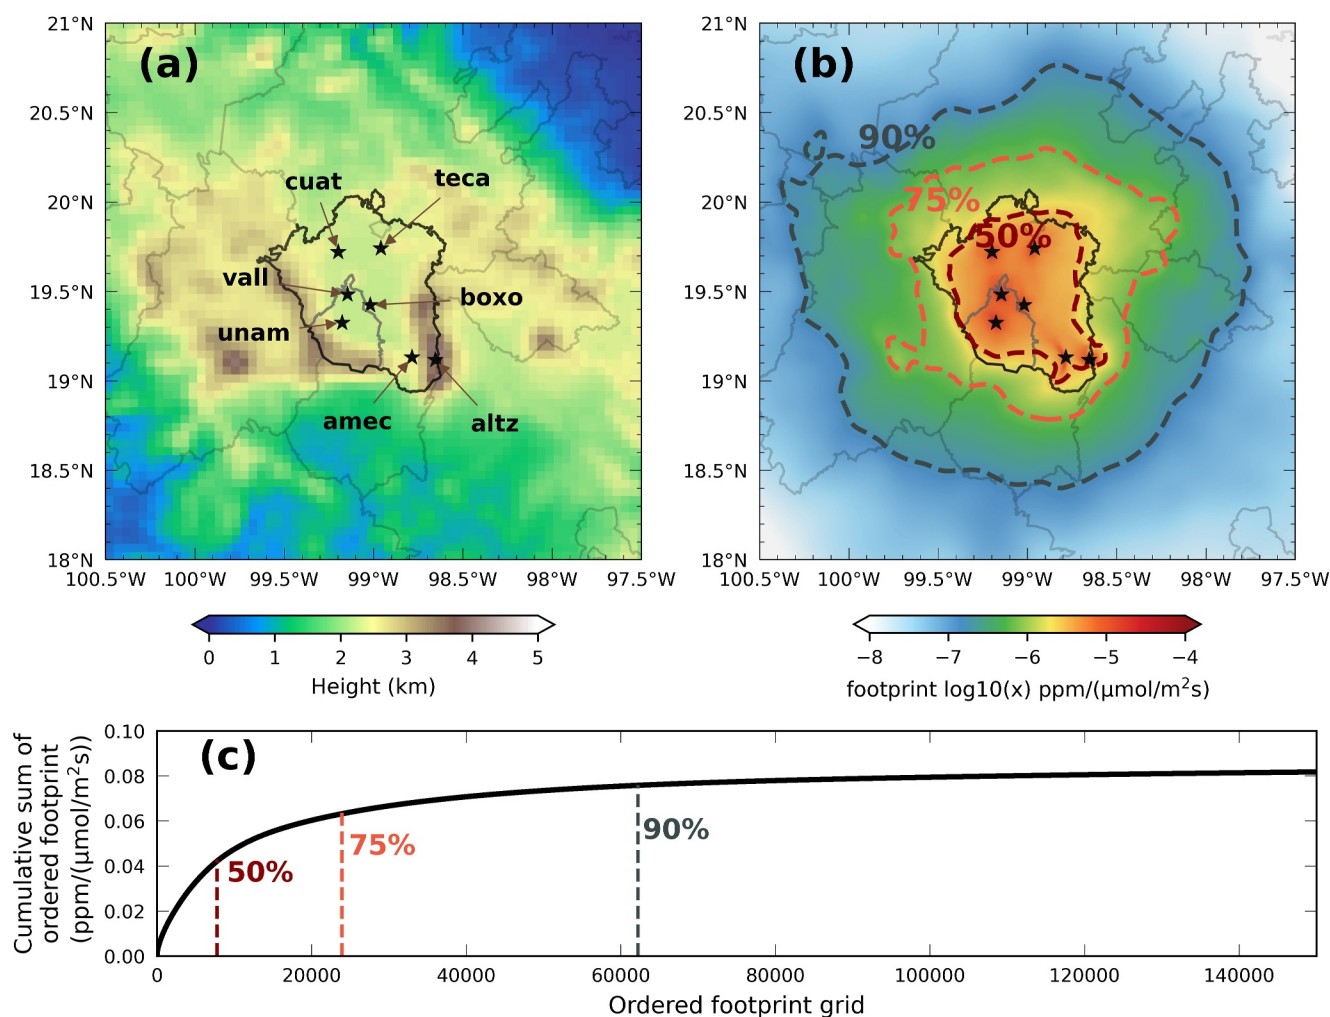 (a)
21°N
20.5°N
20°N
19.5°N
19°N
18.5°N
18°N
cuat
teca
vall
boxo
unam
amec
altz
100.5°W
100°W
99.5°W
99°W
98.5°W
98°W
97.5°W
0
1
2
3
4
5
Height (km)
(b)
21°N
20.5°N
20°N
19.5°N
19°N
18.5°N
18°N
90%
75%
50%
100.5°W
100°W
99.5°W
99°W
98.5°W
98°W
97.5°W
−8
−7
−6
−5
−4
footprint log10(x) ppm/(μmol/m²s)
(c)
Cumulative sum of
ordered footprint
(ppm/(μmol/m²s))
0.10
0.08
0.06
0.04
0.02
0.00
50%
75%
90%
0
20000
40000
60000
80000
100000
120000
140000
Ordered footprint grid